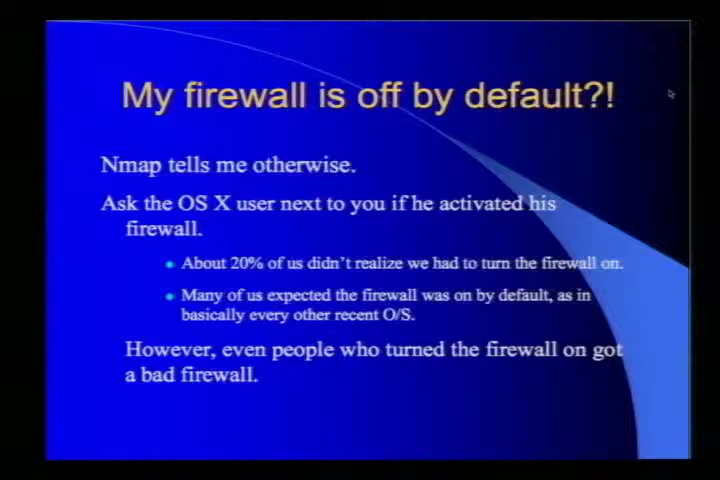 My firewall is off by default?!
Nmap tells me otherwise.
Ask the OS X user next to you if he activated his
firewall.
About 20% of us didn't realize we had to turn the firewall on.
Many of us expected the firewall was on by default, as in
basically every other recent O/S.
However, even people who turned the firewall on got
a bad firewall.